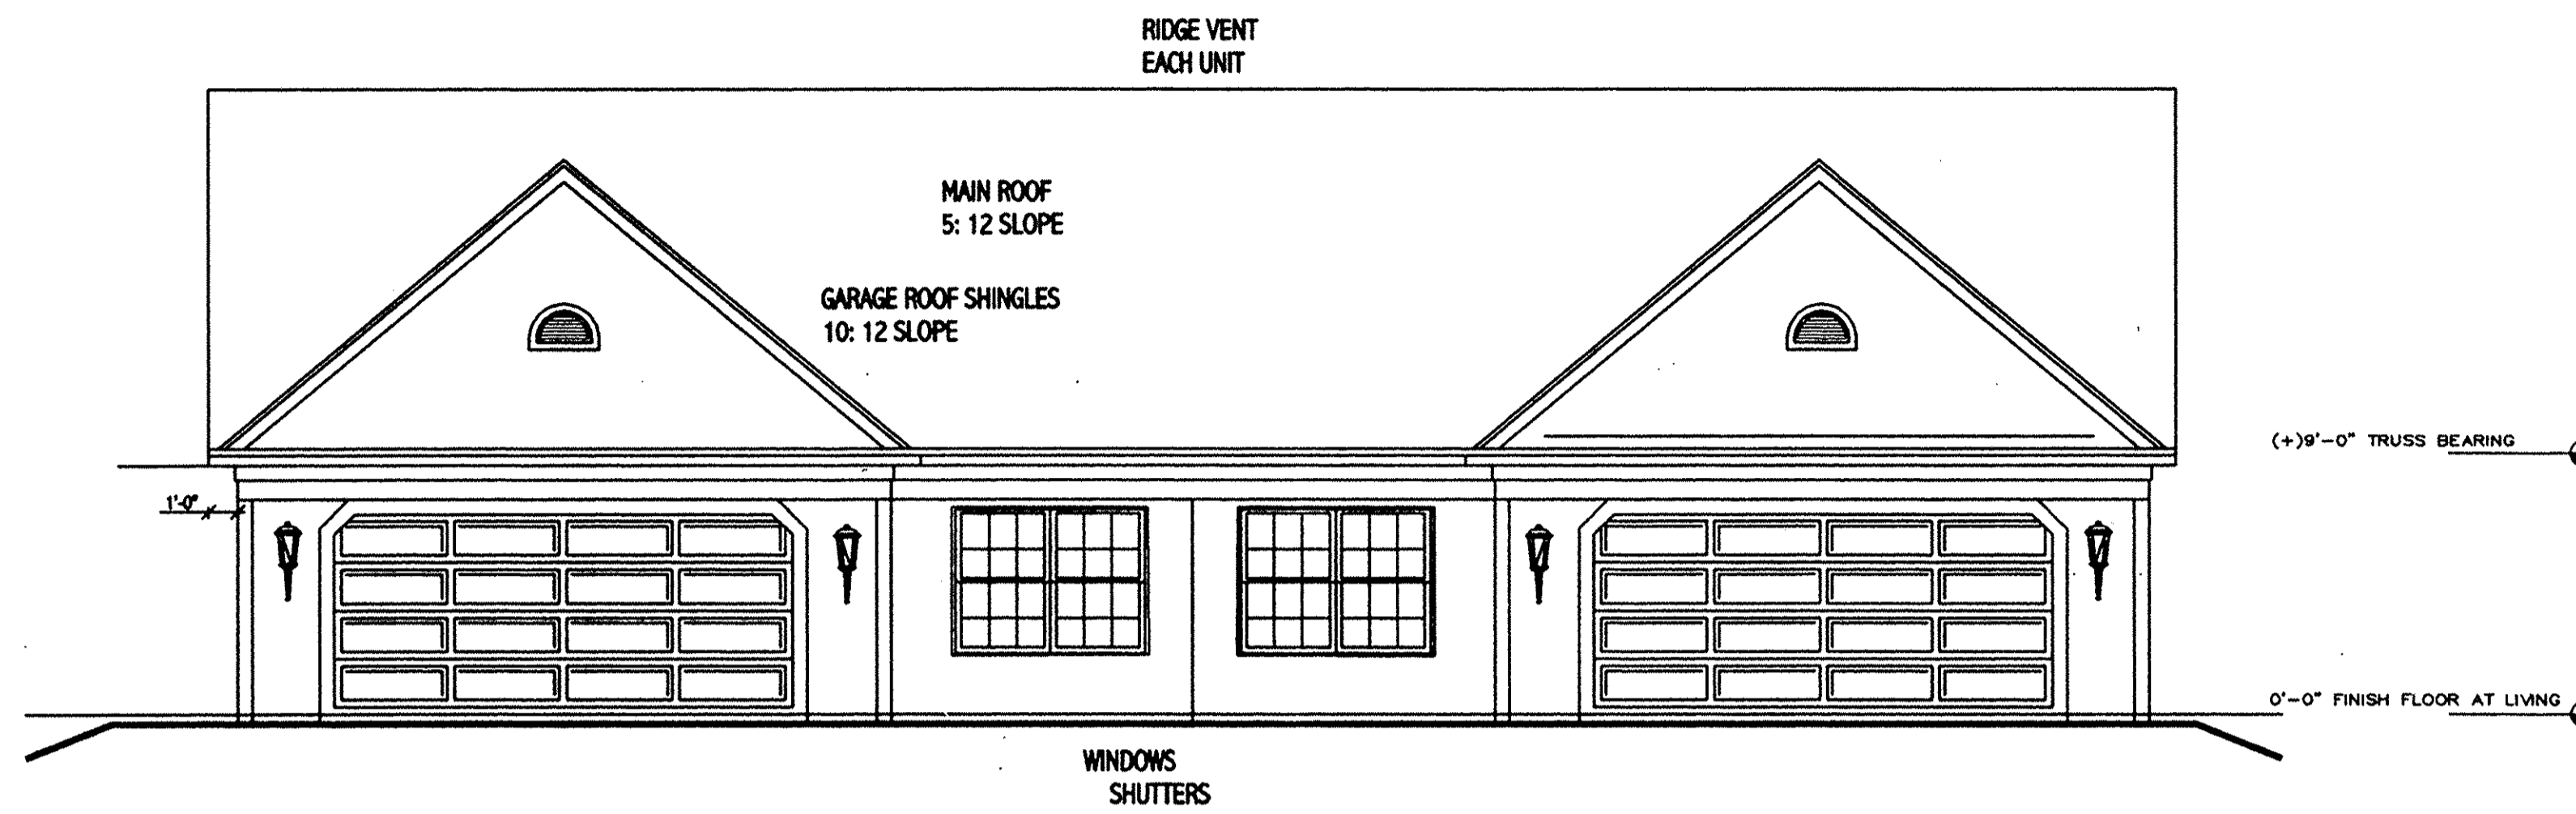 RIDGE VENT
EACH UNIT
MAIN ROOF
5: 12 SLOPE
GARAGE ROOF SHINGLES
10: 12 SLOPE
(+)9'-0" TRUSS BEARING
1'-0"
0'-0" FINISH FLOOR AT LIVING
WINDOWS
SHUTTERS